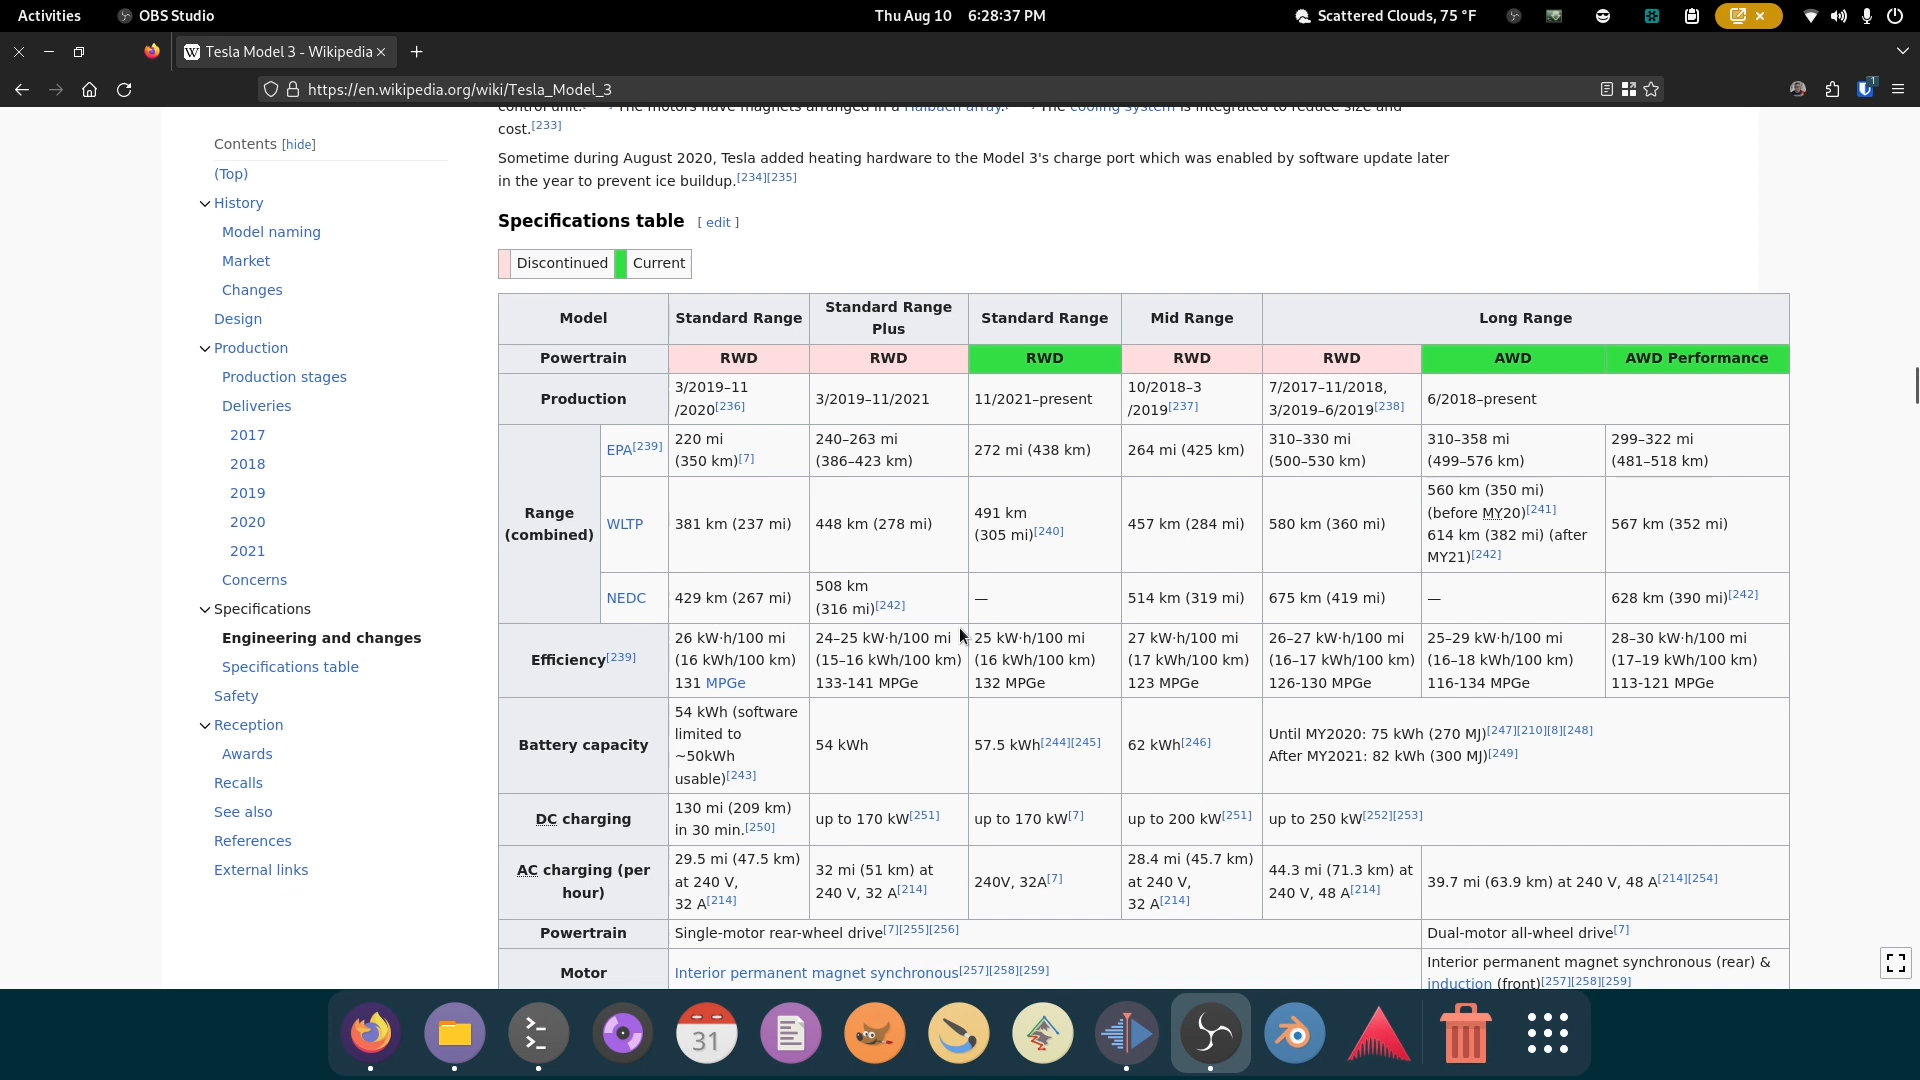 Activities
OBS Studio
Thu Aug 10 6:28:37 PM
Scattered Clouds, 75 °F
Tesla Model 3 - Wikipedia
https://en.wikipedia.org/wiki/Tesla_Model_3
1
Contents [hide]
(Top)
History
Model naming
Market
Changes
Design
Production
Production stages
Deliveries
2017
2018
2019
2020
2021
Concerns
Specifications
Engineering and changes
Specifications table
Safety
Reception
Awards
Recalls
See also
References
External links
control unit. The motors have magnets arranged in a Halbach array. The cooling system is integrated to reduce size and
cost.[233]
Sometime during August 2020, Tesla added heating hardware to the Model 3's charge port which was enabled by software update later
in the year to prevent ice buildup.[234][235]
Specifications table [ edit ]
Discontinued Current
Model
Standard Range
Standard Range
Plus
Standard Range
Mid Range
Long Range
Powertrain
RWD
RWD
RWD
RWD
RWD
AWD
AWD Performance
Production
3/2019–11
/2020[236]
3/2019–11/2021
11/2021–present
10/2018–3
/2019[237]
7/2017–11/2018,
3/2019–6/2019[238]
6/2018–present
Range
(combined)
EPA[239]
220 mi
(350 km)[7]
240–263 mi
(386–423 km)
272 mi (438 km)
264 mi (425 km)
310–330 mi
(500–530 km)
310–358 mi
(499–576 km)
299–322 mi
(481–518 km)
WLTP
381 km (237 mi)
448 km (278 mi)
491 km
(305 mi)[240]
457 km (284 mi)
580 km (360 mi)
560 km (350 mi)
(before MY20)[241]
614 km (382 mi) (after
MY21)[242]
567 km (352 mi)
NEDC
429 km (267 mi)
508 km
(316 mi)[242]
—
514 km (319 mi)
675 km (419 mi)
—
628 km (390 mi)[242]
Efficiency[239]
26 kW·h/100 mi
(16 kWh/100 km)
131 MPGe
24–25 kW·h/100 mi
(15–16 kWh/100 km)
133-141 MPGe
25 kW·h/100 mi
(16 kWh/100 km)
132 MPGe
27 kW·h/100 mi
(17 kWh/100 km)
123 MPGe
26–27 kW·h/100 mi
(16–17 kWh/100 km)
126-130 MPGe
25–29 kW·h/100 mi
(16–18 kWh/100 km)
116-134 MPGe
28–30 kW·h/100 mi
(17–19 kWh/100 km)
113-121 MPGe
Battery capacity
54 kWh (software
limited to
~50kWh
usable)[243]
54 kWh
57.5 kWh[244][245]
62 kWh[246]
Until MY2020: 75 kWh (270 MJ)[247][210][8][248]
After MY2021: 82 kWh (300 MJ)[249]
DC charging
130 mi (209 km)
in 30 min.[250]
up to 170 kW[251]
up to 170 kW[7]
up to 200 kW[251]
up to 250 kW[252][253]
AC charging (per
hour)
29.5 mi (47.5 km)
at 240 V,
32 A[214]
32 mi (51 km) at
240 V, 32 A[214]
240V, 32A[7]
28.4 mi (45.7 km)
at 240 V,
32 A[214]
44.3 mi (71.3 km) at
240 V, 48 A[214]
39.7 mi (63.9 km) at 240 V, 48 A[214][254]
Powertrain
Single-motor rear-wheel drive[7][255][256]
Dual-motor all-wheel drive[7]
Motor
Interior permanent magnet synchronous[257][258][259]
Interior permanent magnet synchronous (rear) &
induction (front)[257][258][259]
31